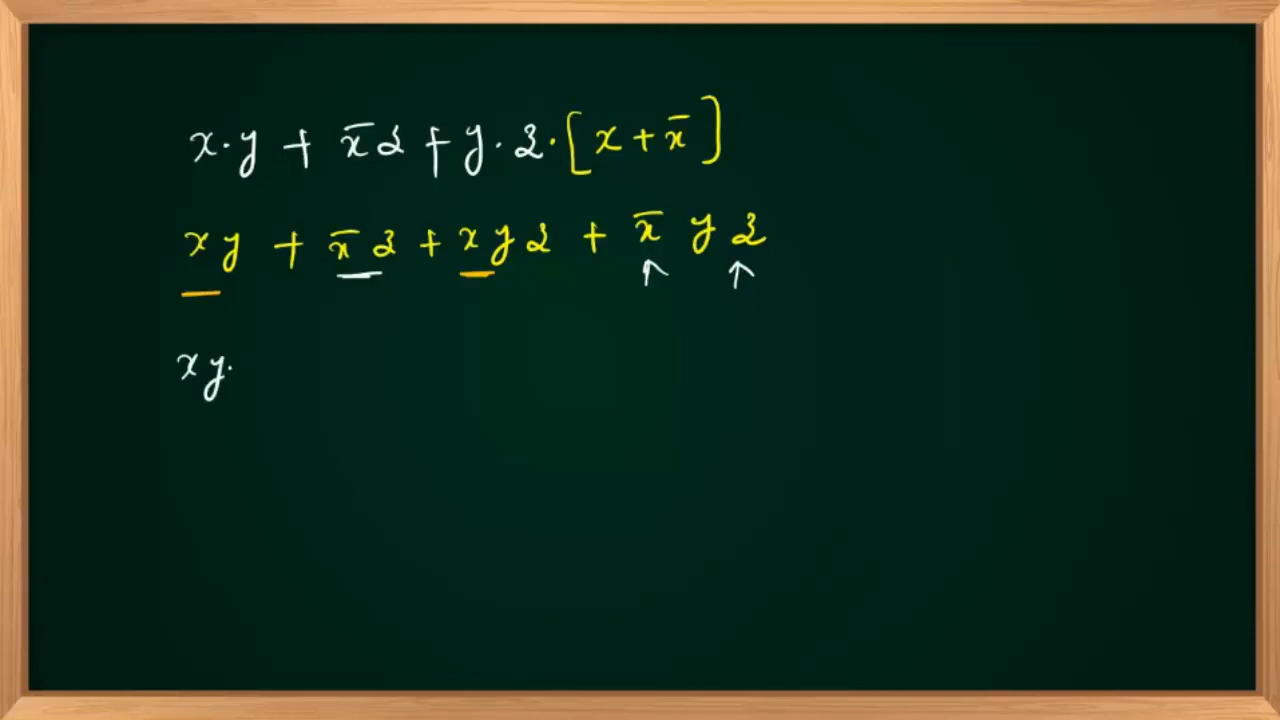 x·y + x̄z + y·z·[x + x̄]
xy + x̄z + xyz + x̄yz
xy·